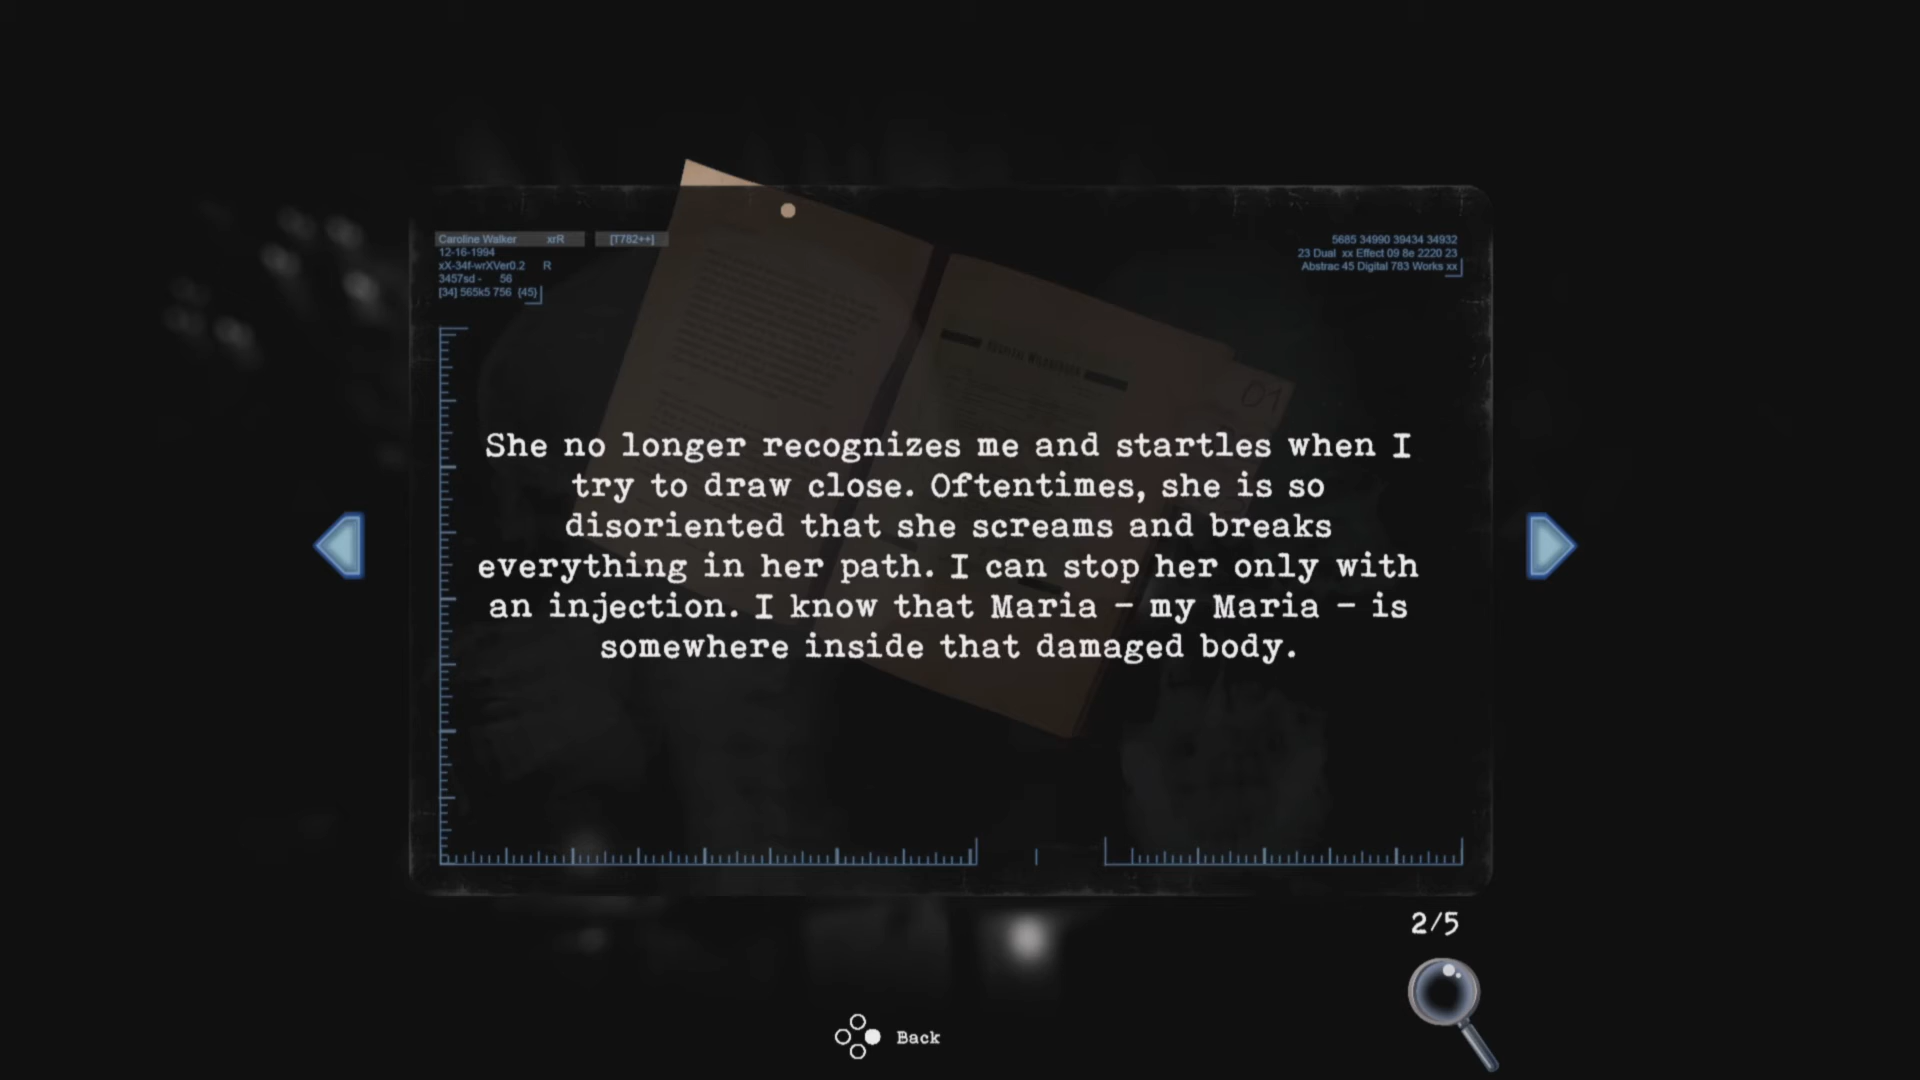 Caroline Walker xrR [T782++]
12-16-1994
xX-34f-wrXVer0.2 R
3457sd - 56
[34] 565k5 756 {45}
5685 34990 39434 34932
23 Dual xx Effect 09 8e 2220 23
Abstrac 45 Digital 783 Works xx
01
She no longer recognizes me and startles when I
try to draw close. Oftentimes, she is so
disoriented that she screams and breaks
everything in her path. I can stop her only with
an injection. I know that Maria – my Maria – is
somewhere inside that damaged body.
2/5
Back